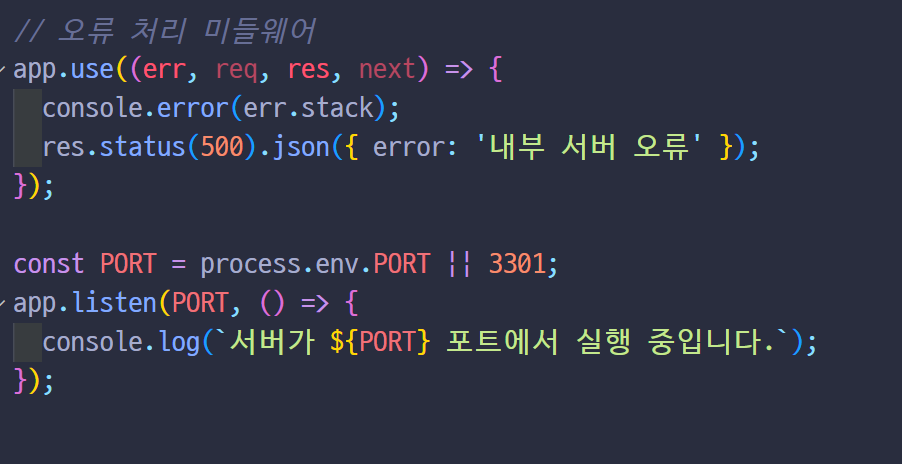 // 오류 처리 미들웨어
app.use((err, req, res, next) => {
  console.error(err.stack);
  res.status(500).json({ error: '내부 서버 오류' });
});

const PORT = process.env.PORT || 3301;
app.listen(PORT, () => {
  console.log(`서버가 ${PORT} 포트에서 실행 중입니다.`);
});